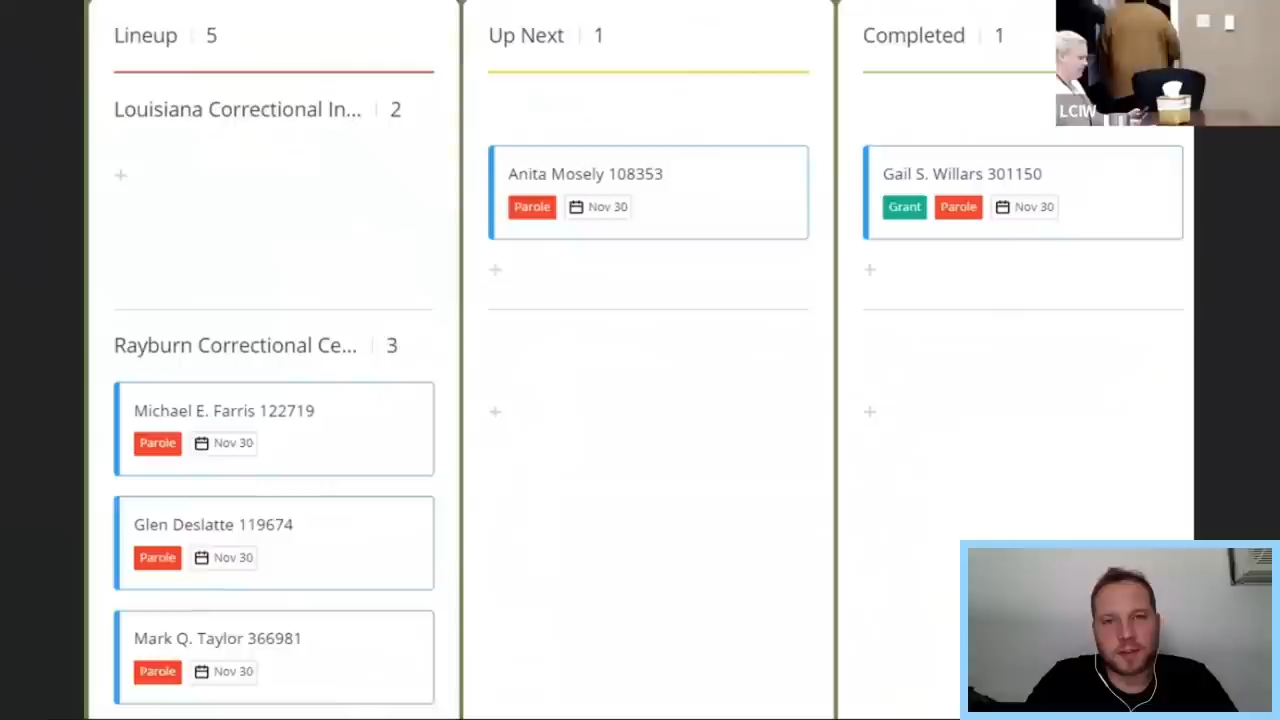 Lineup 5
Up Next 1
Completed 1
LCIW
Louisiana Correctional In... 2
Anita Mosely 108353
Parole Nov 30
Gail S. Willars 301150
Grant Parole Nov 30
Rayburn Correctional Ce... 3
Michael E. Farris 122719
Parole Nov 30
Glen Deslatte 119674
Parole Nov 30
Mark Q. Taylor 366981
Parole Nov 30